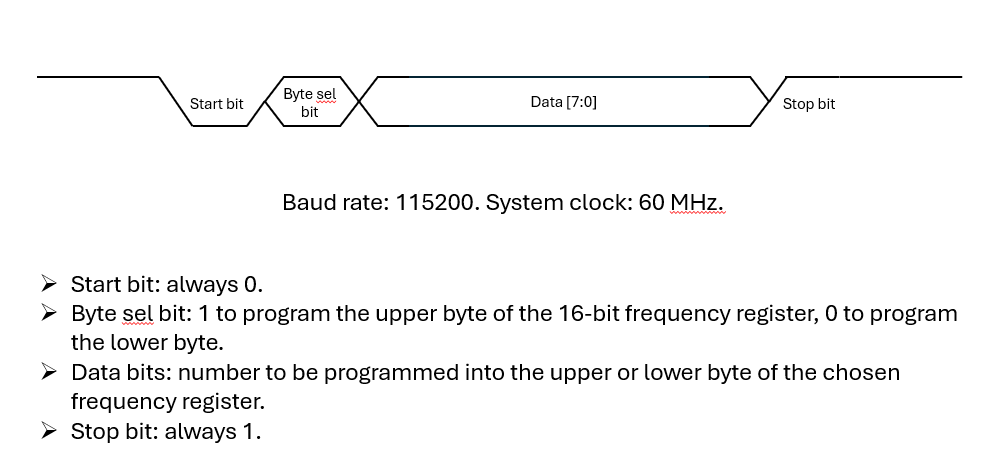 Start bit
Byte sel
bit
Data [7:0]
Stop bit
Baud rate: 115200. System clock: 60 MHz.
➢ Start bit: always 0.
➢ Byte sel bit: 1 to program the upper byte of the 16-bit frequency register, 0 to program
the lower byte.
➢ Data bits: number to be programmed into the upper or lower byte of the chosen
frequency register.
➢ Stop bit: always 1.